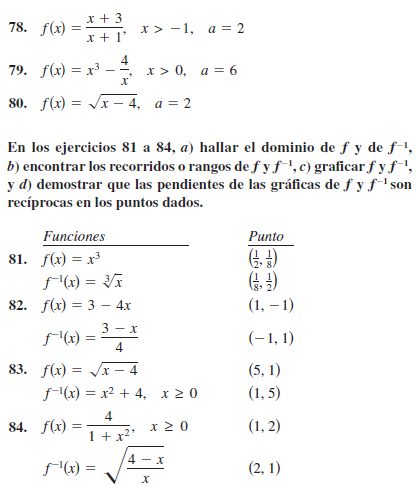 78. f(x) = (x + 3)/(x + 1), x > −1, a = 2
79. f(x) = x³ − 4/x, x > 0, a = 6
80. f(x) = √(x − 4), a = 2
En los ejercicios 81 a 84, a) hallar el dominio de f y de f⁻¹,
b) encontrar los recorridos o rangos de f y f⁻¹, c) graficar f y f⁻¹,
y d) demostrar que las pendientes de las gráficas de f y f⁻¹ son
recíprocas en los puntos dados.
Funciones Punto
81. f(x) = x³ (1/2, 1/8)
f⁻¹(x) = ∛x (1/8, 1/2)
82. f(x) = 3 − 4x (1, −1)
f⁻¹(x) = (3 − x)/4 (−1, 1)
83. f(x) = √(x − 4) (5, 1)
f⁻¹(x) = x² + 4, x ≥ 0 (1, 5)
84. f(x) = 4/(1 + x²), x ≥ 0 (1, 2)
f⁻¹(x) = √((4 − x)/x) (2, 1)